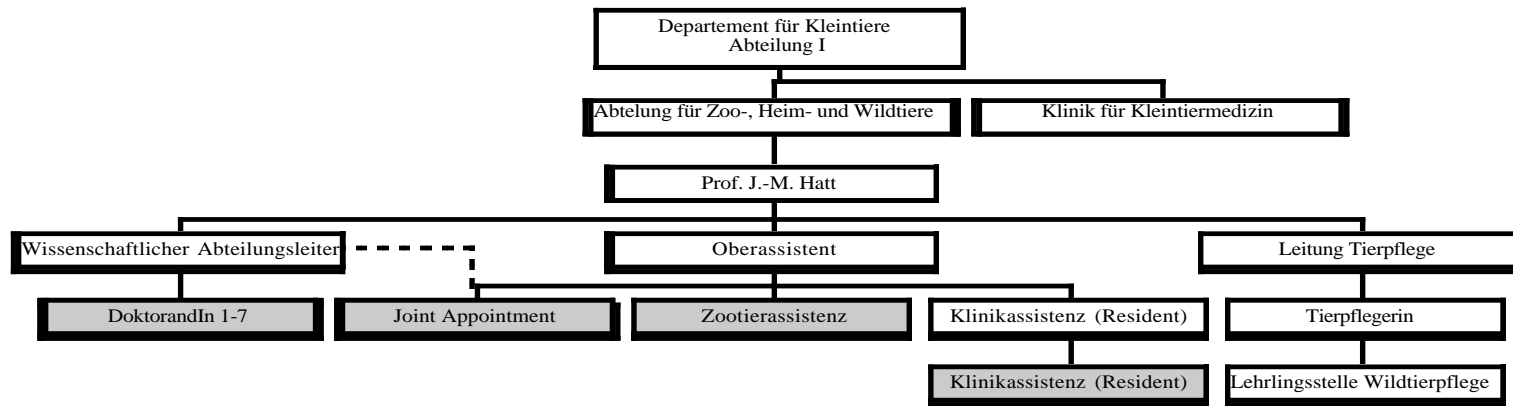 Departement für Kleintiere
Abteilung I
Abtelung für Zoo-, Heim- und Wildtiere
Klinik für Kleintiermedizin
Prof. J.-M. Hatt
Wissenschaftlicher Abteilungsleiter
Oberassistent
Leitung Tierpflege
DoktorandIn 1-7
Joint Appointment
Zootierassistenz
Klinikassistenz (Resident)
Tierpflegerin
Klinikassistenz (Resident)
Lehrlingsstelle Wildtierpflege